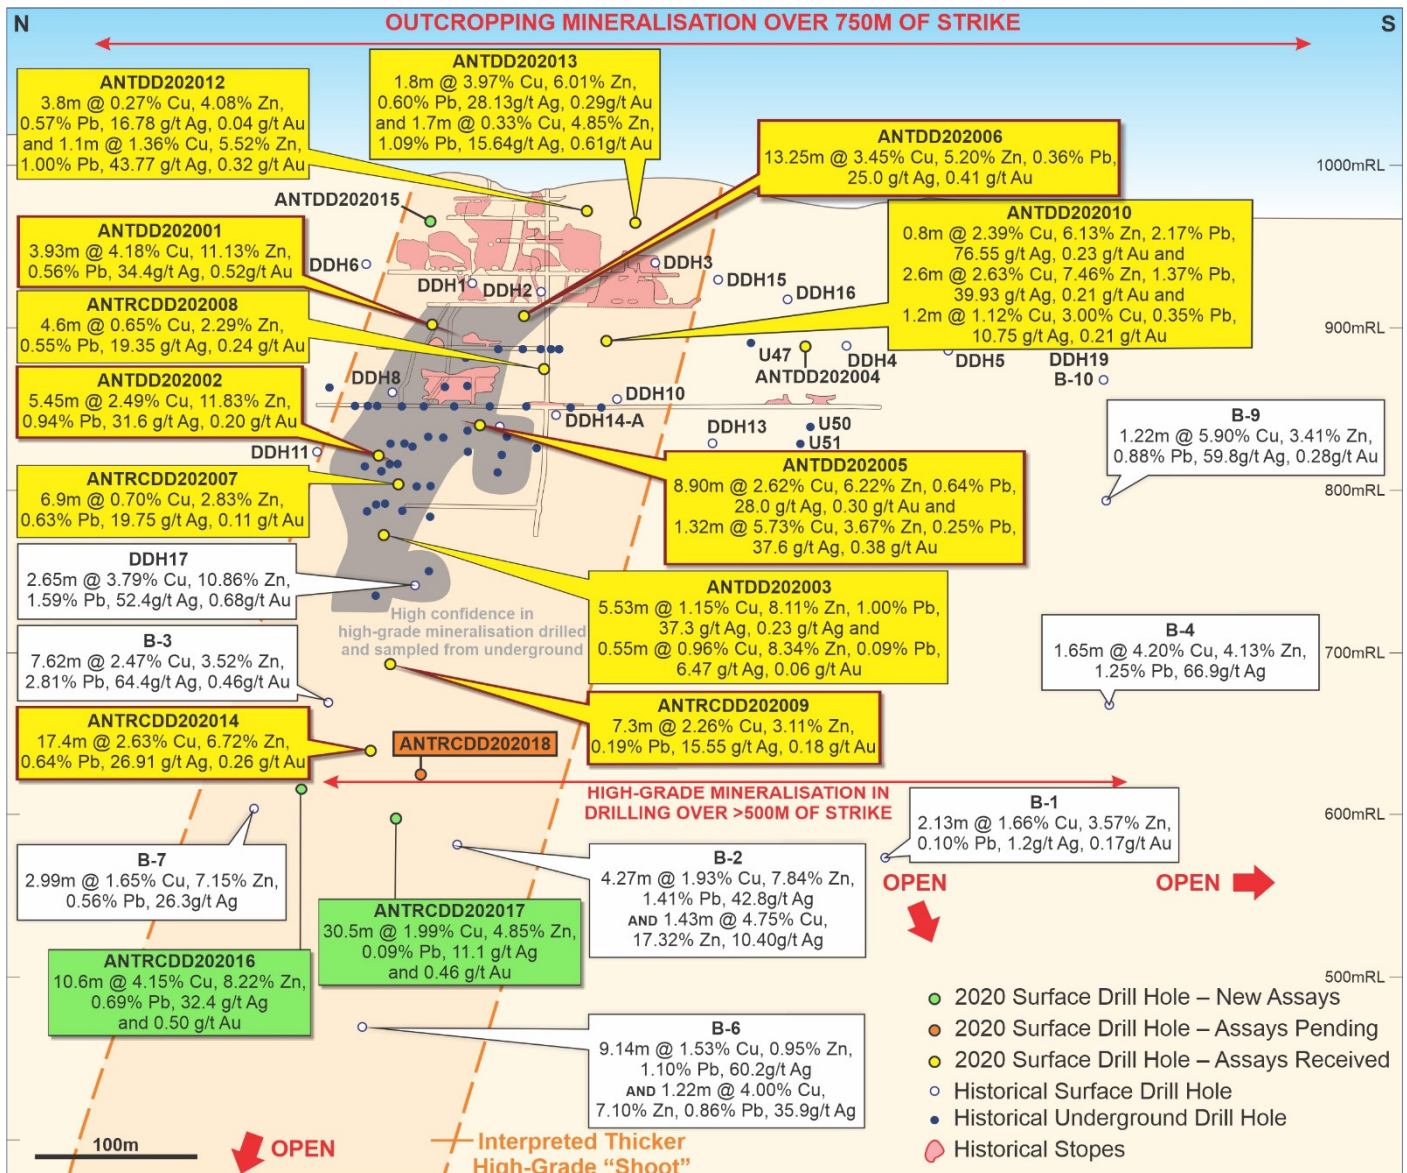 N
OUTCROPPING MINERALISATION OVER 750M OF STRIKE
S
ANTDD202012
3.8m @ 0.27% Cu, 4.08% Zn,
0.57% Pb, 16.78 g/t Ag, 0.04 g/t Au
and 1.1m @ 1.36% Cu, 5.52% Zn,
1.00% Pb, 43.77 g/t Ag, 0.32 g/t Au
ANTDD202013
1.8m @ 3.97% Cu, 6.01% Zn,
0.60% Pb, 28.13g/t Ag, 0.29g/t Au
and 1.7m @ 0.33% Cu, 4.85% Zn,
1.09% Pb, 15.64g/t Ag, 0.61g/t Au
ANTDD202006
13.25m @ 3.45% Cu, 5.20% Zn, 0.36% Pb,
25.0 g/t Ag, 0.41 g/t Au
1000mRL
ANTDD202015
ANTDD202001
3.93m @ 4.18% Cu, 11.13% Zn,
0.56% Pb, 34.4g/t Ag, 0.52g/t Au
ANTDD202010
0.8m @ 2.39% Cu, 6.13% Zn, 2.17% Pb,
76.55 g/t Ag, 0.23 g/t Au and
2.6m @ 2.63% Cu, 7.46% Zn, 1.37% Pb,
39.93 g/t Ag, 0.21 g/t Au and
1.2m @ 1.12% Cu, 3.00% Cu, 0.35% Pb,
10.75 g/t Ag, 0.21 g/t Au
DDH6
DDH1
DDH2
DDH3
DDH15
DDH16
ANTRCDD202008
4.6m @ 0.65% Cu, 2.29% Zn,
0.55% Pb, 19.35 g/t Ag, 0.24 g/t Au
900mRL
U47
ANTDD202004
DDH4
DDH5
DDH19
B-10
ANTDD202002
5.45m @ 2.49% Cu, 11.83% Zn,
0.94% Pb, 31.6 g/t Ag, 0.20 g/t Au
DDH8
DDH10
DDH14-A
DDH13
U50
U51
DDH11
B-9
1.22m @ 5.90% Cu, 3.41% Zn,
0.88% Pb, 59.8g/t Ag, 0.28g/t Au
ANTRCDD202007
6.9m @ 0.70% Cu, 2.83% Zn,
0.63% Pb, 19.75 g/t Ag, 0.11 g/t Au
ANTDD202005
8.90m @ 2.62% Cu, 6.22% Zn, 0.64% Pb,
28.0 g/t Ag, 0.30 g/t Au and
1.32m @ 5.73% Cu, 3.67% Zn, 0.25% Pb,
37.6 g/t Ag, 0.38 g/t Au
800mRL
DDH17
2.65m @ 3.79% Cu, 10.86% Zn,
1.59% Pb, 52.4g/t Ag, 0.68g/t Au
High confidence in
high-grade mineralisation drilled
and sampled from underground
ANTDD202003
5.53m @ 1.15% Cu, 8.11% Zn, 1.00% Pb,
37.3 g/t Ag, 0.23 g/t Ag and
0.55m @ 0.96% Cu, 8.34% Zn, 0.09% Pb,
6.47 g/t Ag, 0.06 g/t Au
B-3
7.62m @ 2.47% Cu, 3.52% Zn,
2.81% Pb, 64.4g/t Ag, 0.46g/t Au
B-4
1.65m @ 4.20% Cu, 4.13% Zn,
1.25% Pb, 66.9g/t Ag
700mRL
ANTRCDD202014
17.4m @ 2.63% Cu, 6.72% Zn,
0.64% Pb, 26.91 g/t Ag, 0.26 g/t Au
ANTRCDD202009
7.3m @ 2.26% Cu, 3.11% Zn,
0.19% Pb, 15.55 g/t Ag, 0.18 g/t Au
ANTRCDD202018
HIGH-GRADE MINERALISATION IN
DRILLING OVER >500M OF STRIKE
600mRL
B-1
2.13m @ 1.66% Cu, 3.57% Zn,
0.10% Pb, 1.2g/t Ag, 0.17g/t Au
B-7
2.99m @ 1.65% Cu, 7.15% Zn,
0.56% Pb, 26.3g/t Ag
B-2
4.27m @ 1.93% Cu, 7.84% Zn,
1.41% Pb, 42.8g/t Ag
AND 1.43m @ 4.75% Cu,
17.32% Zn, 10.40g/t Ag
OPEN
OPEN
ANTRCDD202017
30.5m @ 1.99% Cu, 4.85% Zn,
0.09% Pb, 11.1 g/t Ag
and 0.46 g/t Au
ANTRCDD202016
10.6m @ 4.15% Cu, 8.22% Zn,
0.69% Pb, 32.4 g/t Ag
and 0.50 g/t Au
500mRL
B-6
9.14m @ 1.53% Cu, 0.95% Zn,
1.10% Pb, 60.2g/t Ag
AND 1.22m @ 4.00% Cu,
7.10% Zn, 0.86% Pb, 35.9g/t Ag
2020 Surface Drill Hole – New Assays
2020 Surface Drill Hole – Assays Pending
2020 Surface Drill Hole – Assays Received
Historical Surface Drill Hole
Historical Underground Drill Hole
Historical Stopes
100m
OPEN
Interpreted Thicker
High-Grade "Shoot"